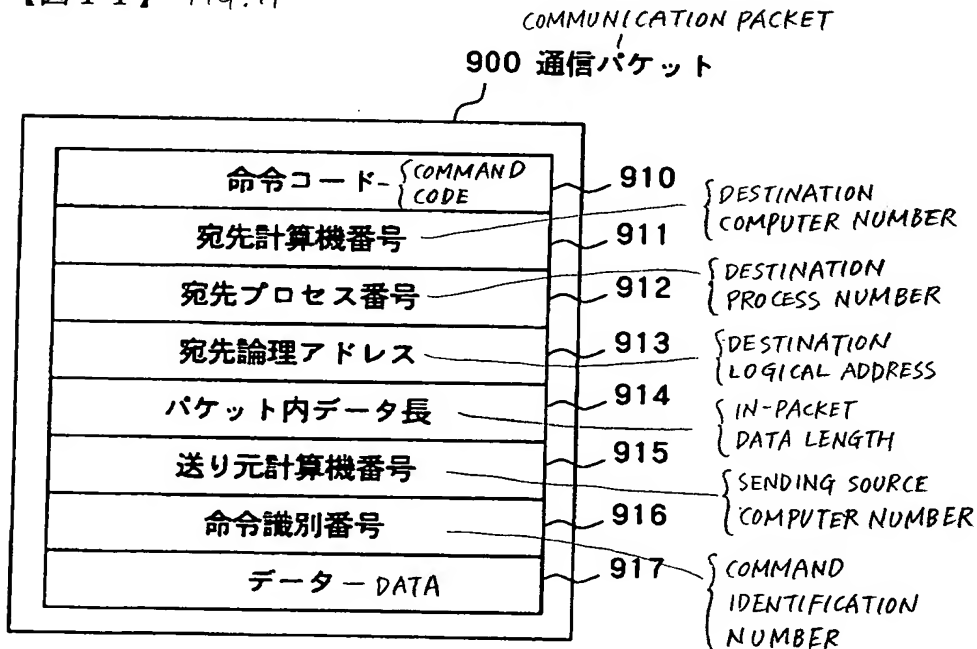 【図11】 FIG. 11
COMMUNICATION PACKET
900 通信パケット
命令コード - COMMAND CODE 910
宛先計算機番号 911 DESTINATION
COMPUTER NUMBER
宛先プロセス番号 912 DESTINATION
PROCESS NUMBER
宛先論理アドレス 913 DESTINATION
LOGICAL ADDRESS
パケット内データ長 914 IN-PACKET
DATA LENGTH
送り元計算機番号 915 SENDING SOURCE
COMPUTER NUMBER
命令識別番号 916 COMMAND
IDENTIFICATION
NUMBER
データ - DATA 917